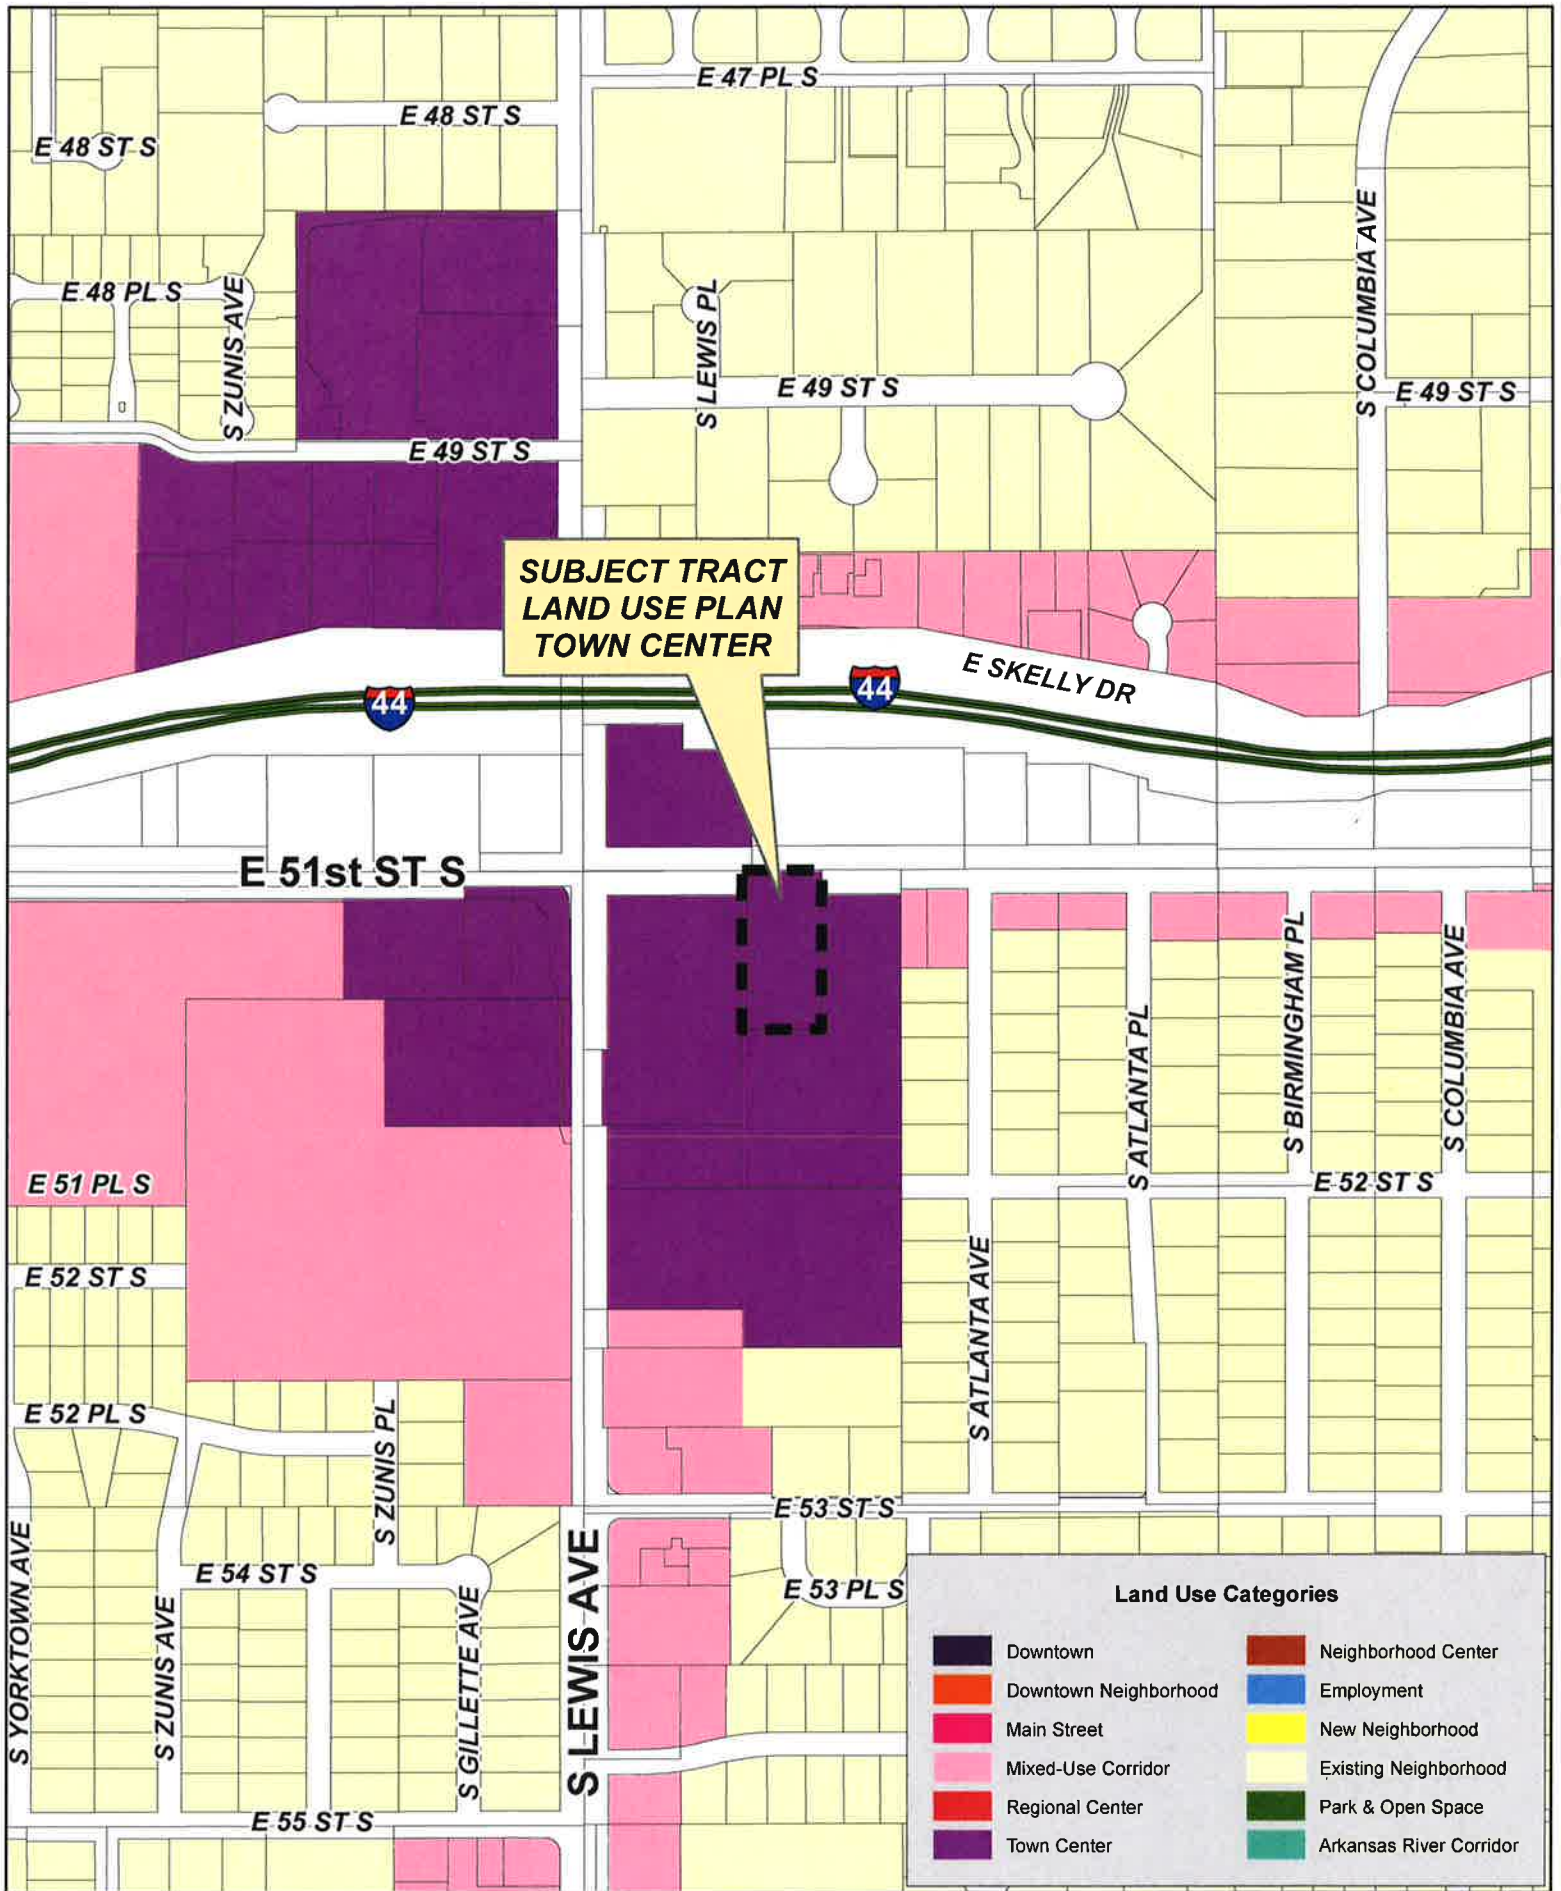 E 47 PL S
E 48 ST S
E 48 ST S
S COLUMBIA AVE
E 48 PL S
S ZUNIS AVE
S LEWIS PL
E 49 ST S
E 49 ST S
E 49 ST S
SUBJECT TRACT
LAND USE PLAN
TOWN CENTER
E SKELLY DR
44
44
E 51st ST S
S ATLANTA PL
S BIRMINGHAM PL
S COLUMBIA AVE
E 51 PL S
E 52 ST S
E 52 ST S
S ATLANTA AVE
E 52 PL S
S ZUNIS PL
E 53 ST S
S YORKTOWN AVE
S ZUNIS AVE
E 54 ST S
S GILLETTE AVE
S LEWIS AVE
E 53 PL S
E 55 ST S
Land Use Categories
Downtown
Downtown Neighborhood
Main Street
Mixed-Use Corridor
Regional Center
Town Center
Neighborhood Center
Employment
New Neighborhood
Existing Neighborhood
Park & Open Space
Arkansas River Corridor